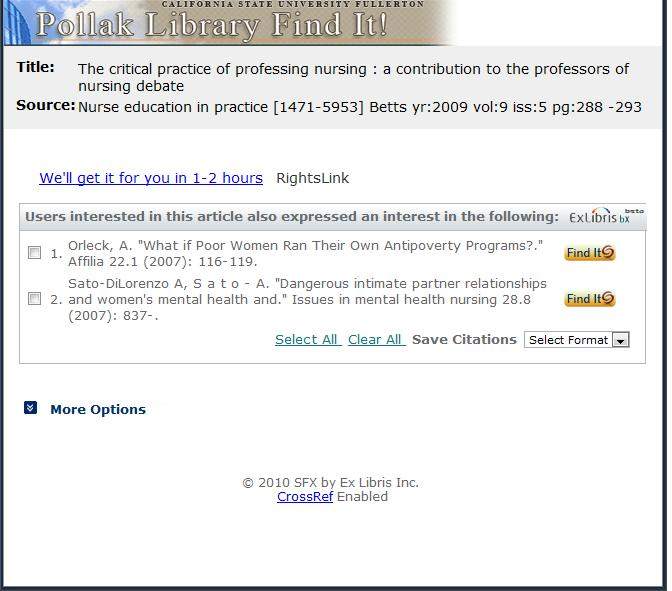 CALIFORNIA STATE UNIVERSITY FULLERTON
Pollak Library Find It!
Title: The critical practice of professing nursing : a contribution to the professors of
nursing debate
Source: Nurse education in practice [1471-5953] Betts yr:2009 vol:9 iss:5 pg:288 -293
We'll get it for you in 1-2 hours RightsLink
Users interested in this article also expressed an interest in the following: ExLibris bx beta
1. Orleck, A. "What if Poor Women Ran Their Own Antipoverty Programs?."
Affilia 22.1 (2007): 116-119.
Find It
Sato-DiLorenzo A, S a t o - A. "Dangerous intimate partner relationships
2. and women's mental health and." Issues in mental health nursing 28.8
(2007): 837-.
Find It
Select All Clear All Save Citations Select Format
More Options
© 2010 SFX by Ex Libris Inc.
CrossRef Enabled